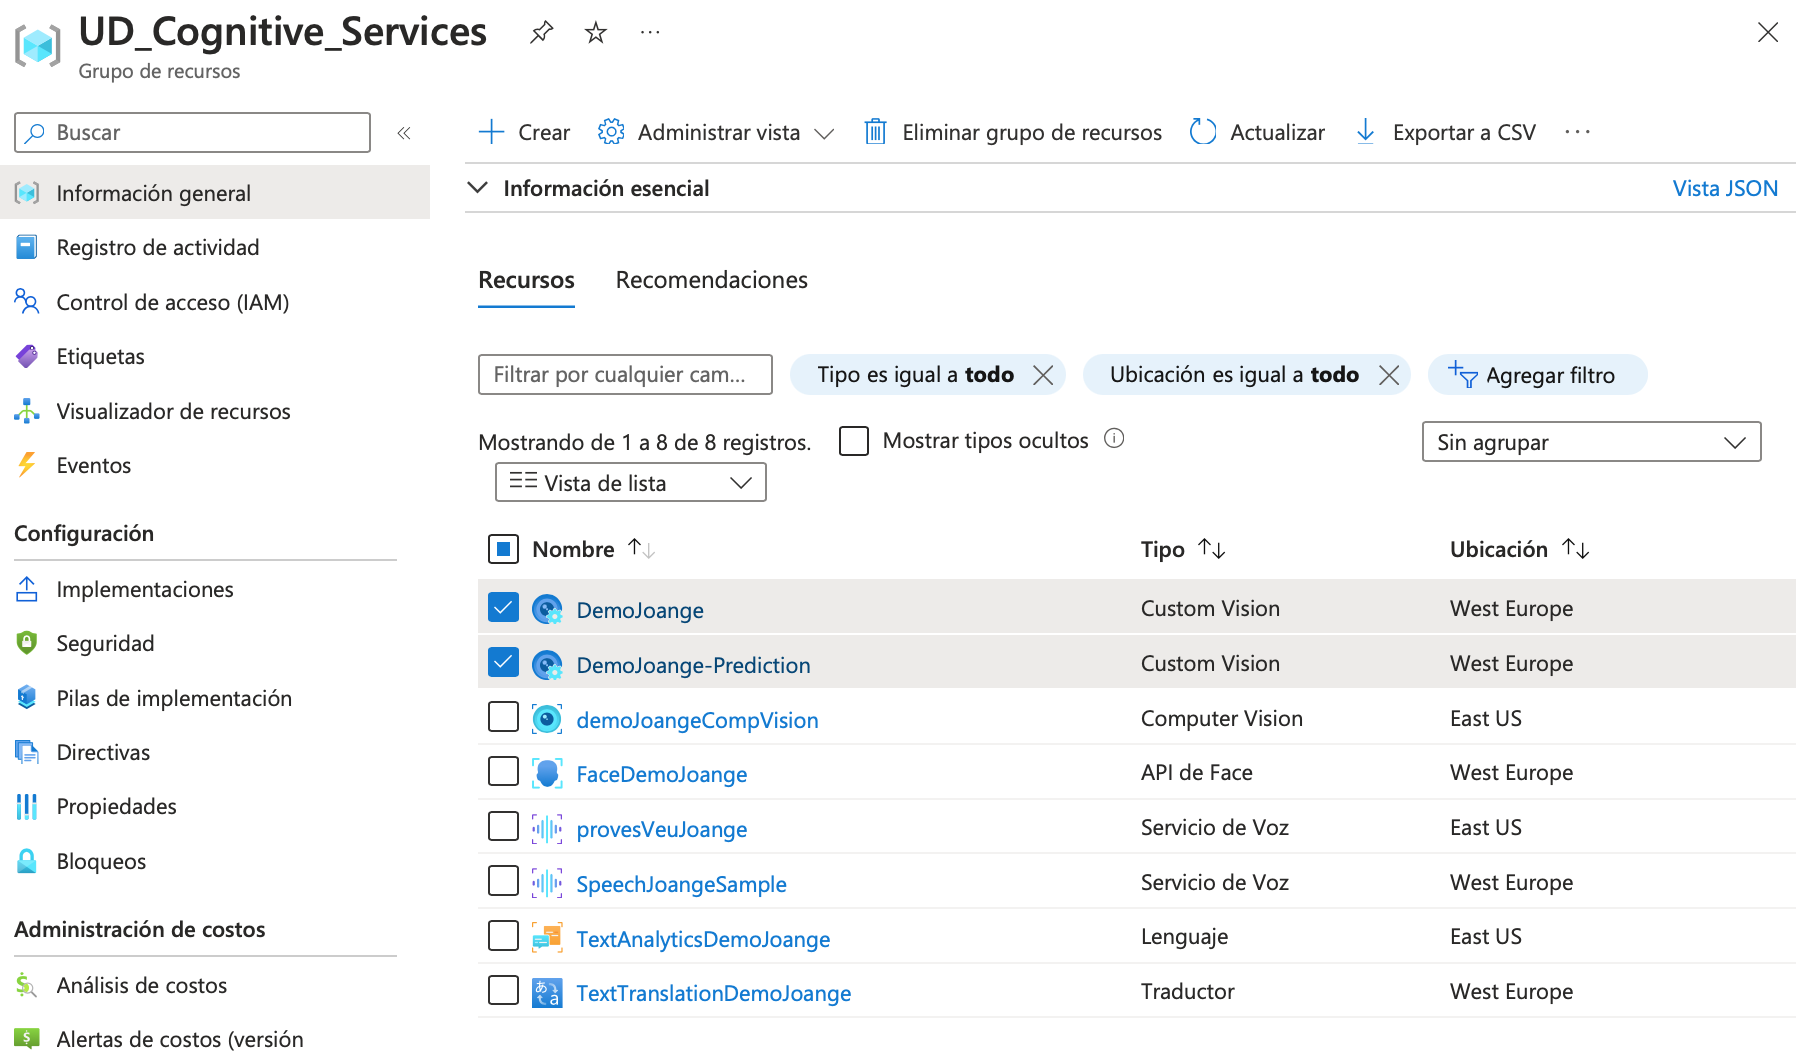 UD_Cognitive_Services
Grupo de recursos
Buscar
Información general
Registro de actividad
Control de acceso (IAM)
Etiquetas
Visualizador de recursos
Eventos
Configuración
Implementaciones
Seguridad
Pilas de implementación
Directivas
Propiedades
Bloqueos
Administración de costos
Análisis de costos
Alertas de costos (versión
Crear Administrar vista Eliminar grupo de recursos Actualizar Exportar a CSV
Información esencial Vista JSON
Recursos Recomendaciones
Filtrar por cualquier cam... Tipo es igual a todo Ubicación es igual a todo Agregar filtro
Mostrando de 1 a 8 de 8 registros. Mostrar tipos ocultos Sin agrupar
Vista de lista
Nombre Tipo Ubicación
DemoJoange Custom Vision West Europe
DemoJoange-Prediction Custom Vision West Europe
demoJoangeCompVision Computer Vision East US
FaceDemoJoange API de Face West Europe
provesVeuJoange Servicio de Voz East US
SpeechJoangeSample Servicio de Voz West Europe
TextAnalyticsDemoJoange Lenguaje East US
TextTranslationDemoJoange Traductor West Europe